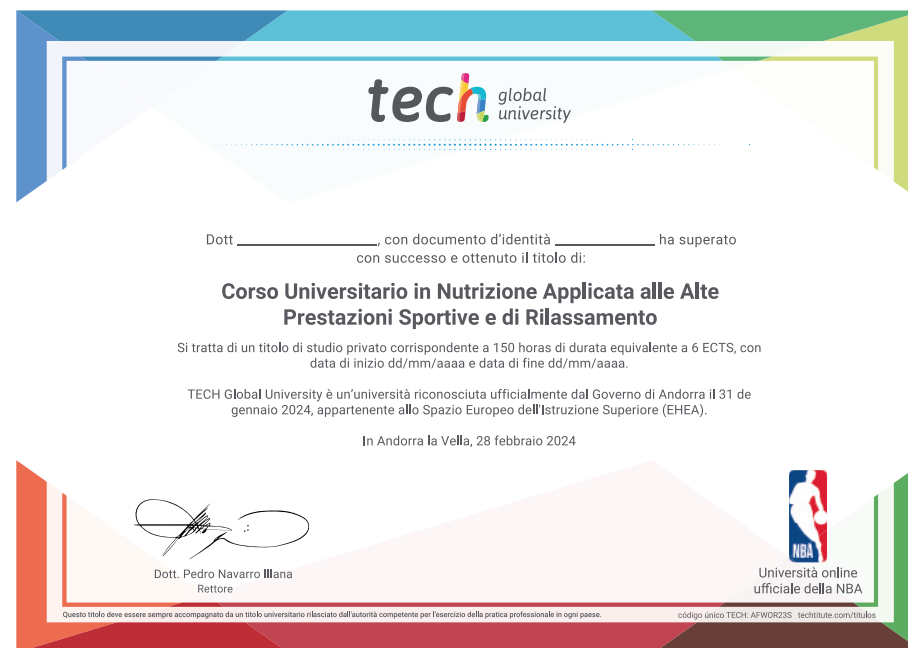 tech global
university
Dott ____________, con documento d'identità ____________ ha superato
con successo e ottenuto il titolo di:
Corso Universitario in Nutrizione Applicata alle Alte
Prestazioni Sportive e di Rilassamento
Si tratta di un titolo di studio privato corrispondente a 150 horas di durata equivalente a 6 ECTS, con
data di inizio dd/mm/aaaa e data di fine dd/mm/aaaa.
TECH Global University è un'università riconosciuta ufficialmente dal Governo di Andorra il 31 de
gennaio 2024, appartenente allo Spazio Europeo dell'Istruzione Superiore (EHEA).
In Andorra la Vella, 28 febbraio 2024
Dott. Pedro Navarro Illana
Rettore
NBA
Università online
ufficiale della NBA
Questo titolo deve essere sempre accompagnato da un titolo universitario rilasciato dall'autorità competente per l'esercizio della pratica professionale in ogni paese.
código único TECH: AFWOR23S techtitute.com/titulos